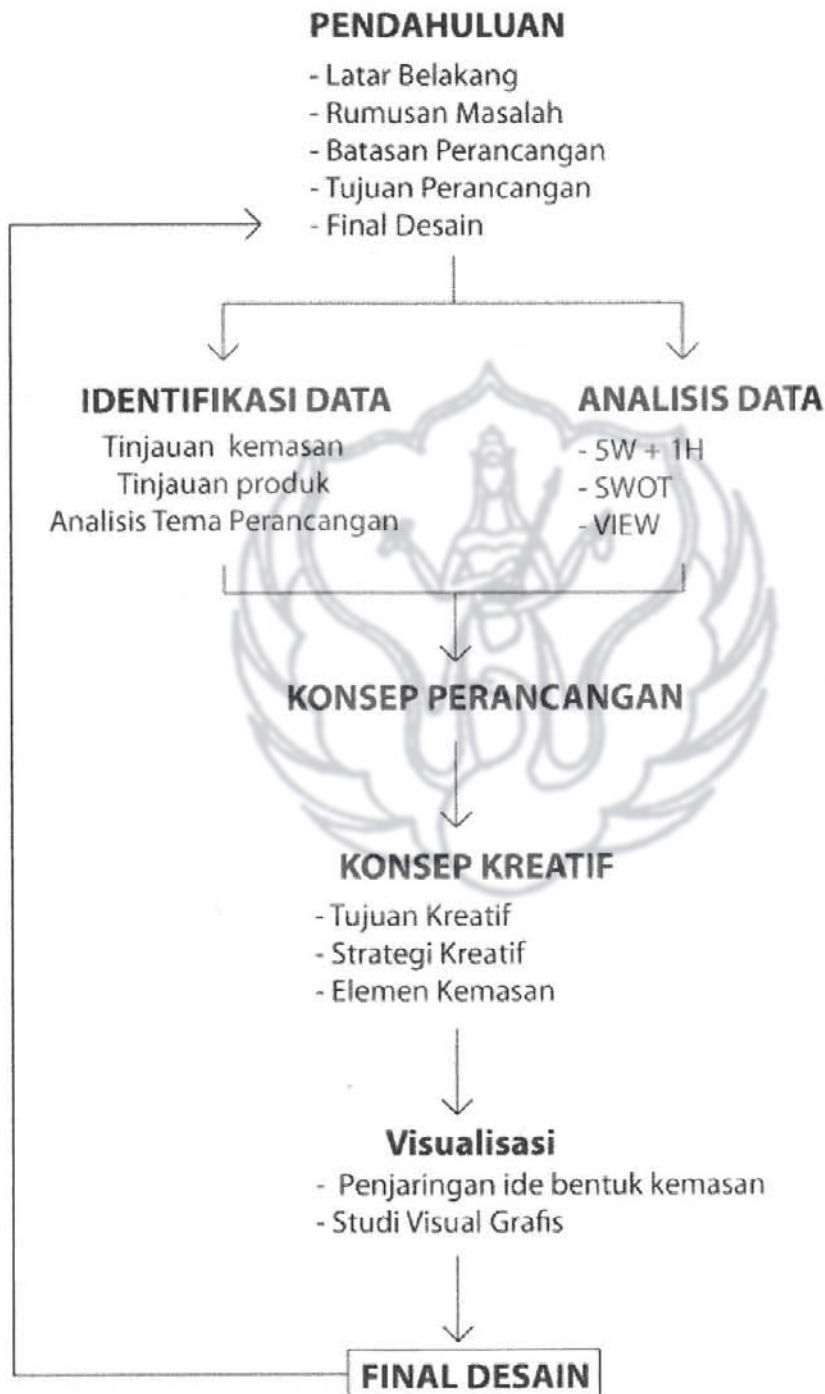 PENDAHULUAN
- Latar Belakang
- Rumusan Masalah
- Batasan Perancangan
- Tujuan Perancangan
- Final Desain
IDENTIFIKASI DATA
Tinjauan kemasan
Tinjauan produk
Analisis Tema Perancangan
ANALISIS DATA
- 5W + 1H
- SWOT
- VIEW
KONSEP PERANCANGAN
KONSEP KREATIF
- Tujuan Kreatif
- Strategi Kreatif
- Elemen Kemasan
Visualisasi
- Penjaringan ide bentuk kemasan
- Studi Visual Grafis
FINAL DESAIN